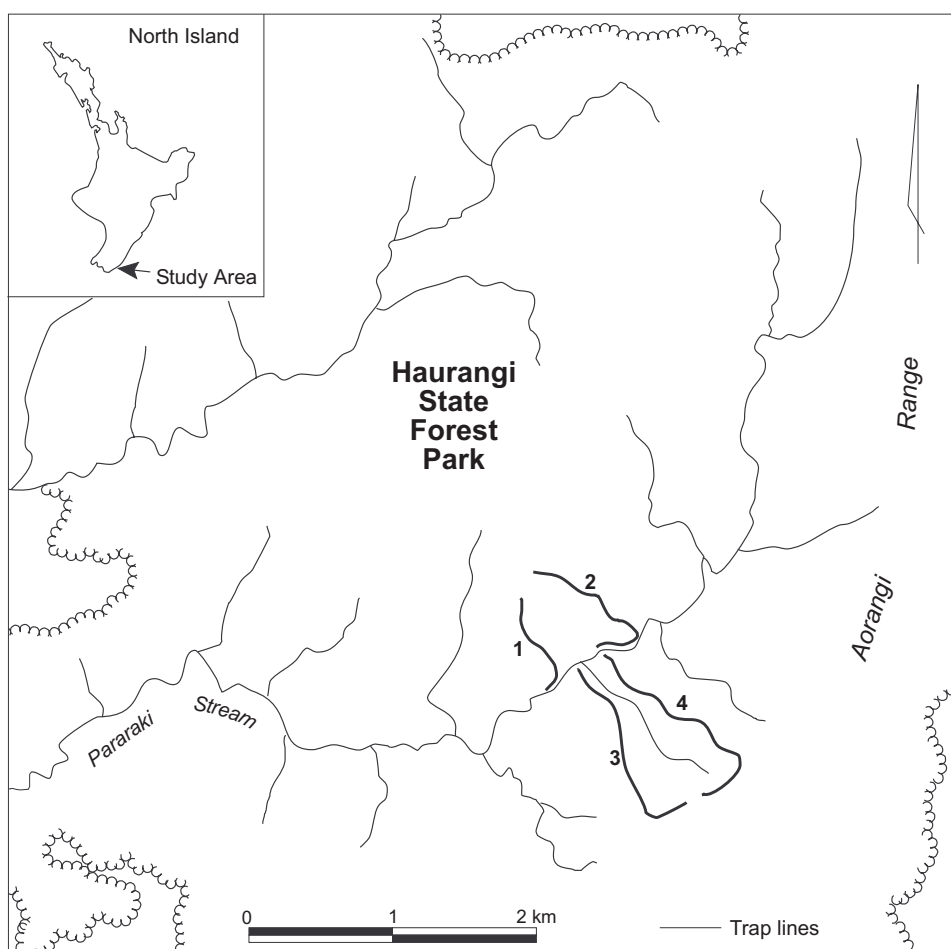 North Island
Study Area
Haurangi
State
Forest
Park
Range
Aorangi
2
1
4
3
Pararaki
Stream
0 1 2 km
Trap lines